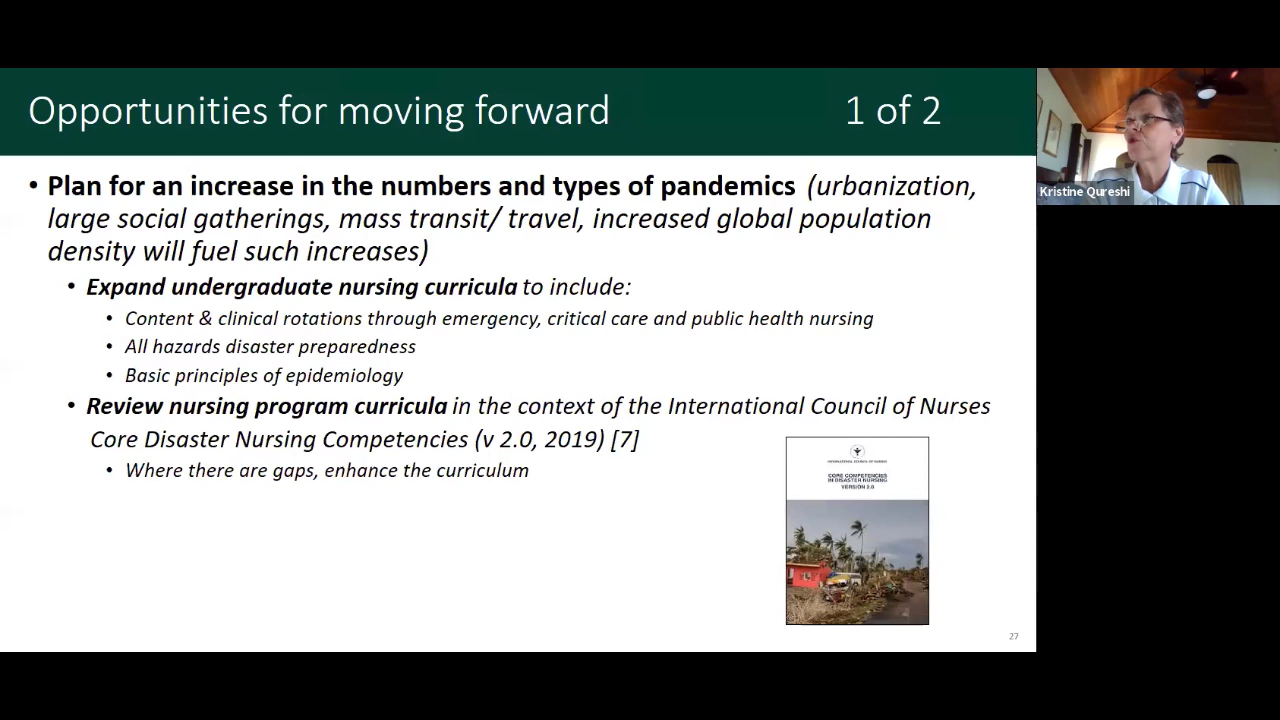 Opportunities for moving forward 1 of 2
• Plan for an increase in the numbers and types of pandemics (urbanization,
large social gatherings, mass transit/ travel, increased global population
density will fuel such increases)
• Expand undergraduate nursing curricula to include:
• Content & clinical rotations through emergency, critical care and public health nursing
• All hazards disaster preparedness
• Basic principles of epidemiology
• Review nursing program curricula in the context of the International Council of Nurses
Core Disaster Nursing Competencies (v 2.0, 2019) [7]
• Where there are gaps, enhance the curriculum
INTERNATIONAL COUNCIL OF NURSES
CORE COMPETENCIES
IN DISASTER NURSING
VERSION 2.0
27
Kristine Qureshi